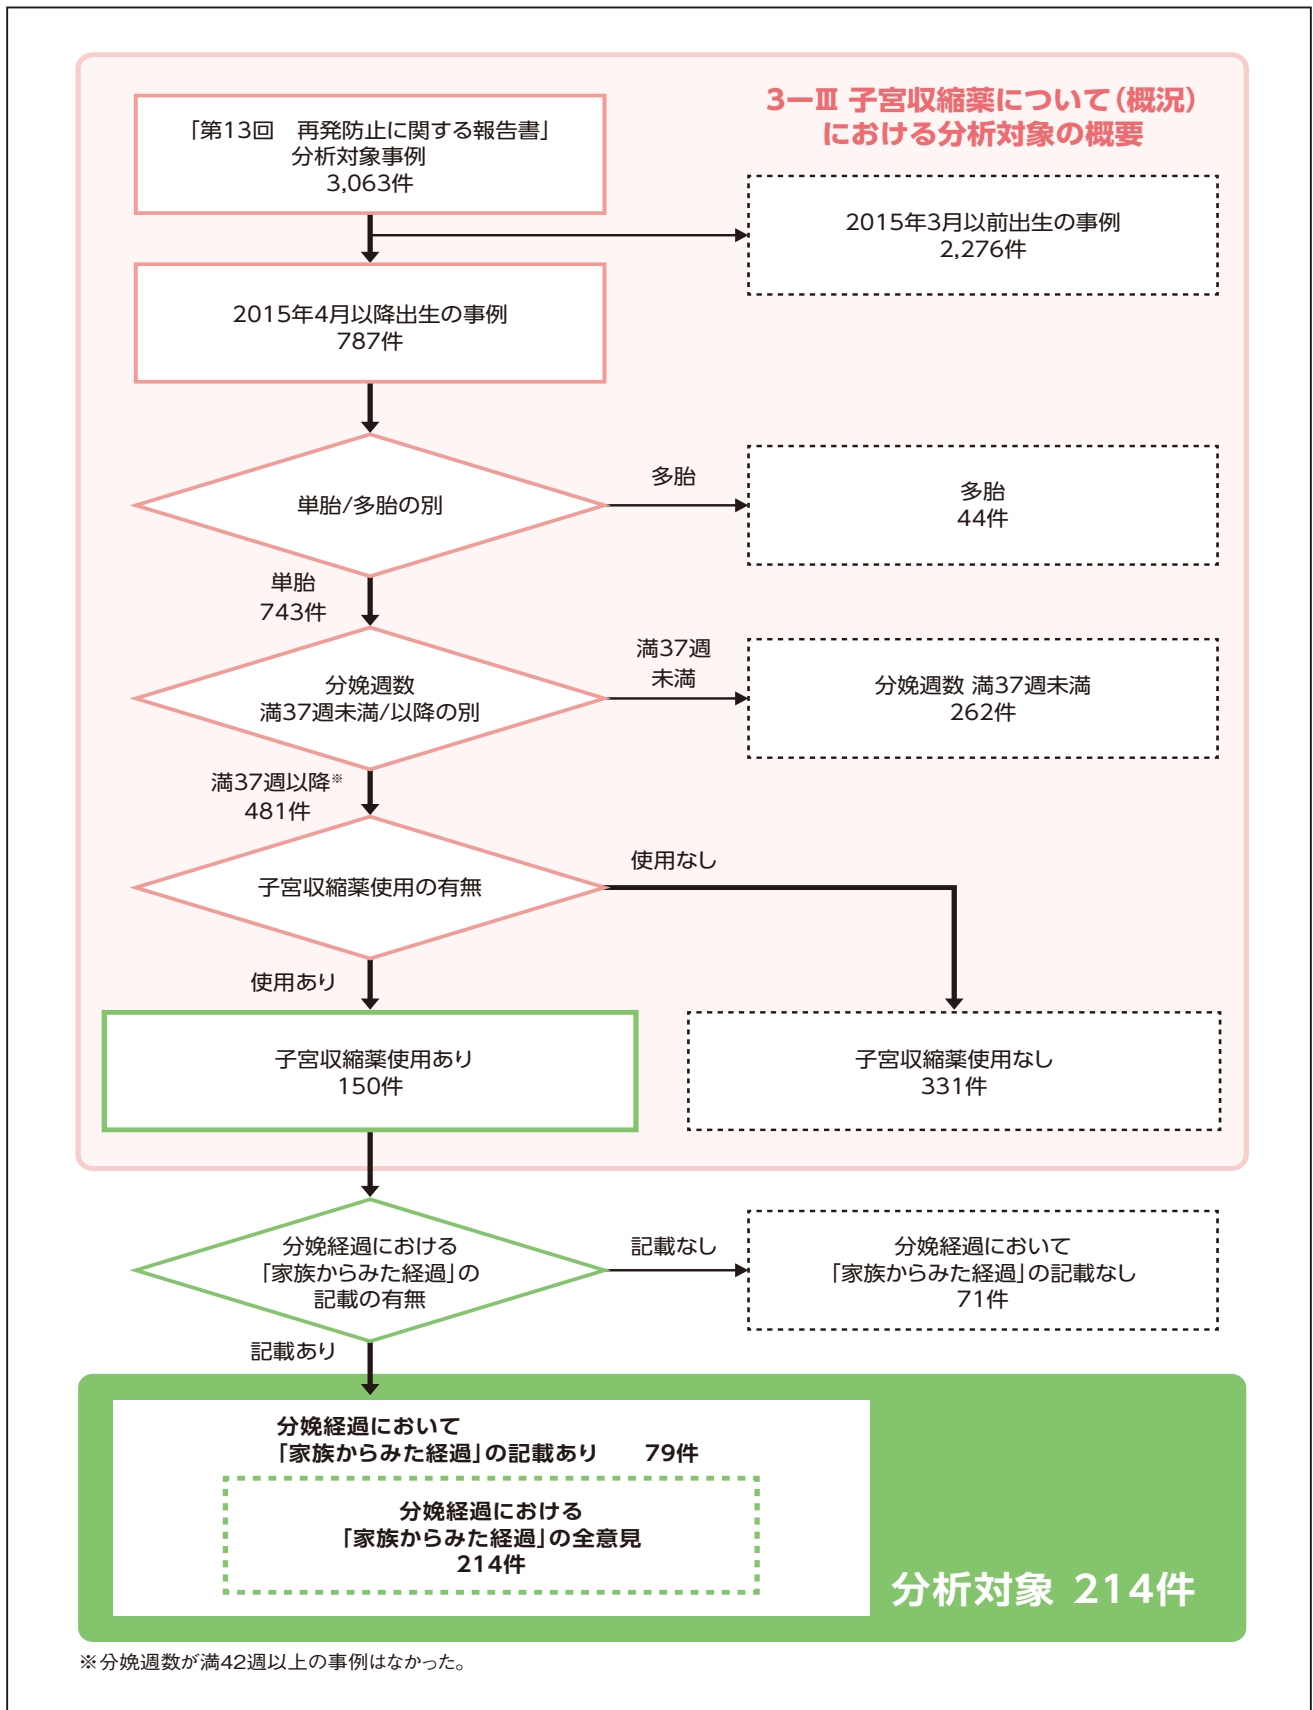 3ーⅢ 子宮収縮薬について（概況）
における分析対象の概要
「第13回　再発防止に関する報告書」
分析対象事例
3,063件
2015年3月以前出生の事例
2,276件
2015年4月以降出生の事例
787件
単胎/多胎の別
多胎
多胎
44件
単胎
743件
分娩週数
満37週未満/以降の別
満37週
未満
分娩週数 満37週未満
262件
満37週以降※
481件
子宮収縮薬使用の有無
使用なし
使用あり
子宮収縮薬使用あり
150件
子宮収縮薬使用なし
331件
分娩経過における
「家族からみた経過」の
記載の有無
記載なし
分娩経過において
「家族からみた経過」の記載なし
71件
記載あり
分娩経過において
「家族からみた経過」の記載あり　79件
分娩経過における
「家族からみた経過」の全意見
214件
分析対象 214件
※分娩週数が満42週以上の事例はなかった。